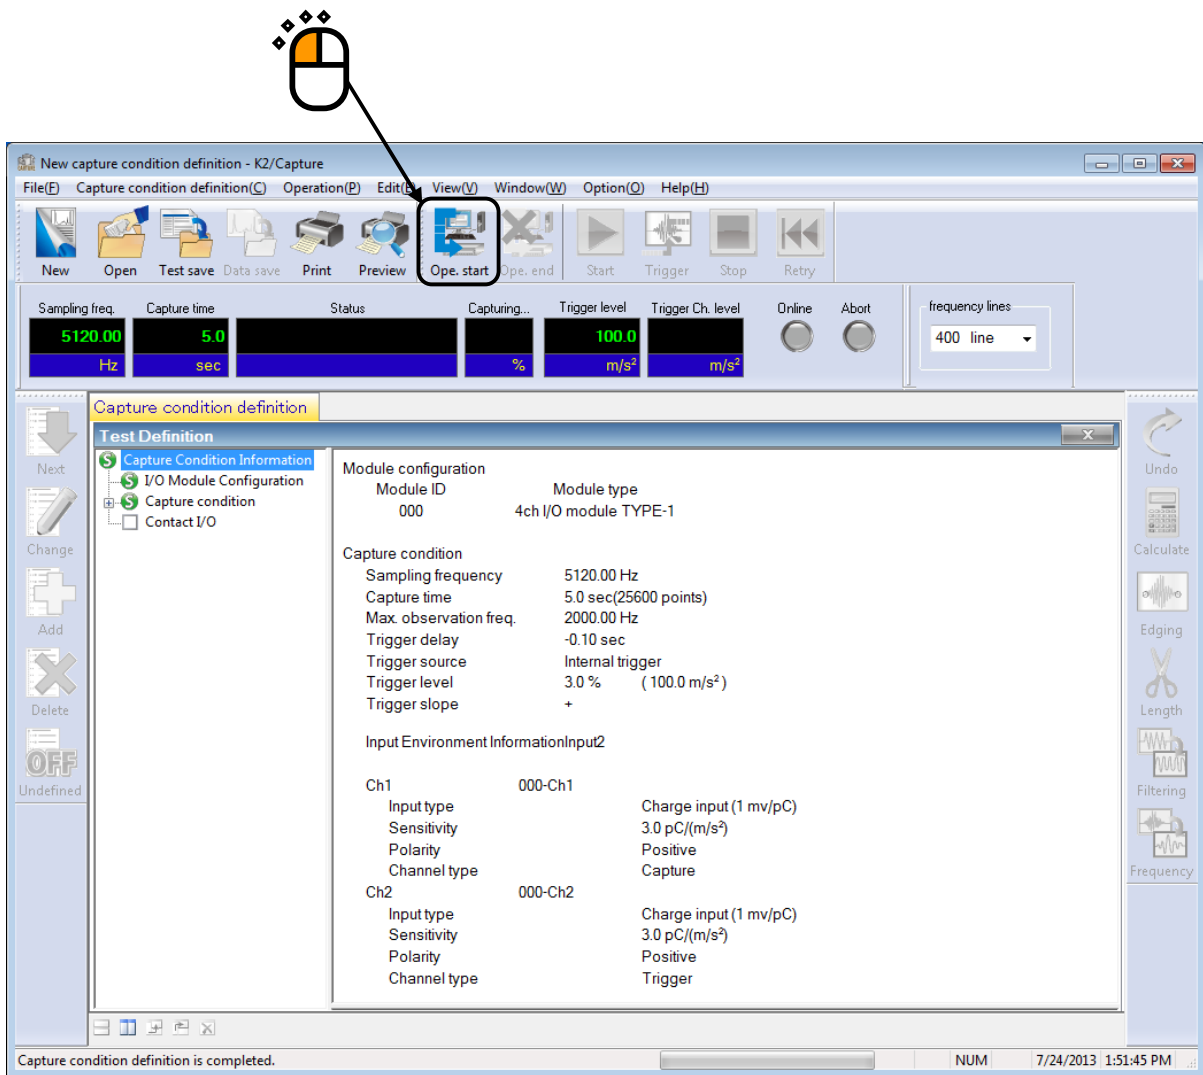 New capture condition definition - K2/Capture
File(F) Capture condition definition(C) Operation(P) Edit(E) View(V) Window(W) Option(O) Help(H)
New Open Test save Data save Print Preview Ope. start Ope. end Start Trigger Stop Retry
Sampling freq. Capture time Status Capturing... Trigger level Trigger Ch. level Online Abort frequency lines
5120.00 5.0 100.0 400 line
Hz sec % m/s² m/s²
Capture condition definition
Test Definition
Capture Condition Information
I/O Module Configuration
Capture condition
Contact I/O
Next
Change
Add
Delete
OFF
Undefined
Module configuration
Module ID Module type
000 4ch I/O module TYPE-1
Capture condition
Sampling frequency 5120.00 Hz
Capture time 5.0 sec(25600 points)
Max. observation freq. 2000.00 Hz
Trigger delay -0.10 sec
Trigger source Internal trigger
Trigger level 3.0 % ( 100.0 m/s² )
Trigger slope +
Input Environment InformationInput2
Ch1 000-Ch1
Input type Charge input (1 mv/pC)
Sensitivity 3.0 pC/(m/s²)
Polarity Positive
Channel type Capture
Ch2 000-Ch2
Input type Charge input (1 mv/pC)
Sensitivity 3.0 pC/(m/s²)
Polarity Positive
Channel type Trigger
Undo
Calculate
Edging
Length
Filtering
Frequency
Capture condition definition is completed. NUM 7/24/2013 1:51:45 PM